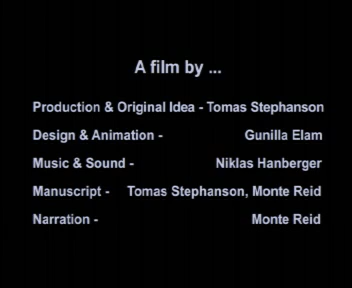 A film by ...
Production & Original Idea - Tomas Stephanson
Design & Animation - Gunilla Elam
Music & Sound - Niklas Hanberger
Manuscript - Tomas Stephanson, Monte Reid
Narration - Monte Reid